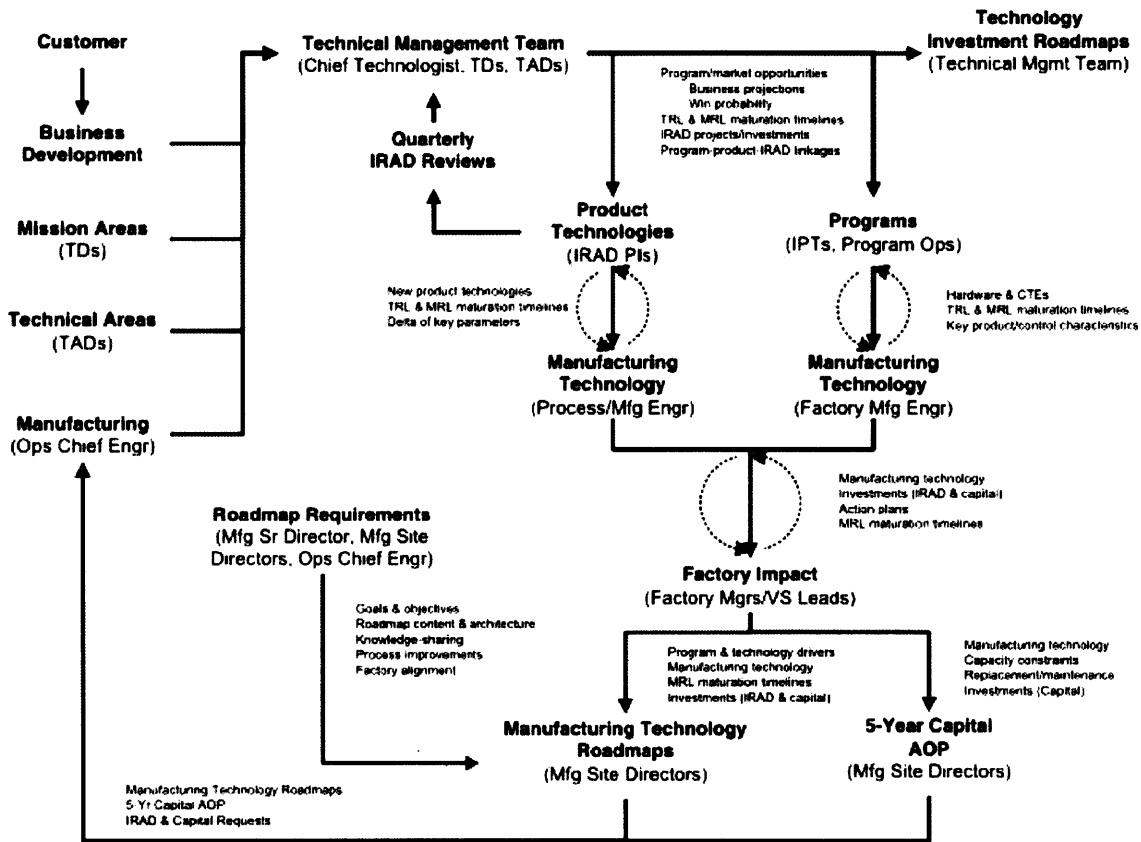 Customer
Business
Development
Mission Areas
(TDs)
Technical Areas
(TADs)
Manufacturing
(Ops Chief Engr)
Technical Management Team
(Chief Technologist, TDs, TADs)
Quarterly
IRAD Reviews
Technology
Investment Roadmaps
(Technical Mgmt Team)
Program/market opportunities
Business projections
Win probability
TRL & MRL maturation timelines
IRAD projects/investments
Program-product-IRAD linkages
Product
Technologies
(IRAD PIs)
Programs
(IPTs, Program Ops)
New product technologies
TRL & MRL maturation timelines
Delta of key parameters
Hardware & CTEs
TRL & MRL maturation timelines
Key product/control characteristics
Manufacturing
Technology
(Process/Mfg Engr)
Manufacturing
Technology
(Factory Mfg Engr)
Manufacturing technology
Investments (IRAD & capital)
Action plans
MRL maturation timelines
Roadmap Requirements
(Mfg Sr Director, Mfg Site
Directors, Ops Chief Engr)
Goals & objectives
Roadmap content & architecture
Knowledge-sharing
Process improvements
Factory alignment
Factory Impact
(Factory Mgrs/VS Leads)
Program & technology drivers
Manufacturing technology
MRL maturation timelines
Investments (IRAD & capital)
Manufacturing technology
Capacity constraints
Replacement/maintenance
Investments (Capital)
Manufacturing Technology
Roadmaps
(Mfg Site Directors)
5-Year Capital
AOP
(Mfg Site Directors)
Manufacturing Technology Roadmaps
5-Yr Capital AOP
IRAD & Capital Requests